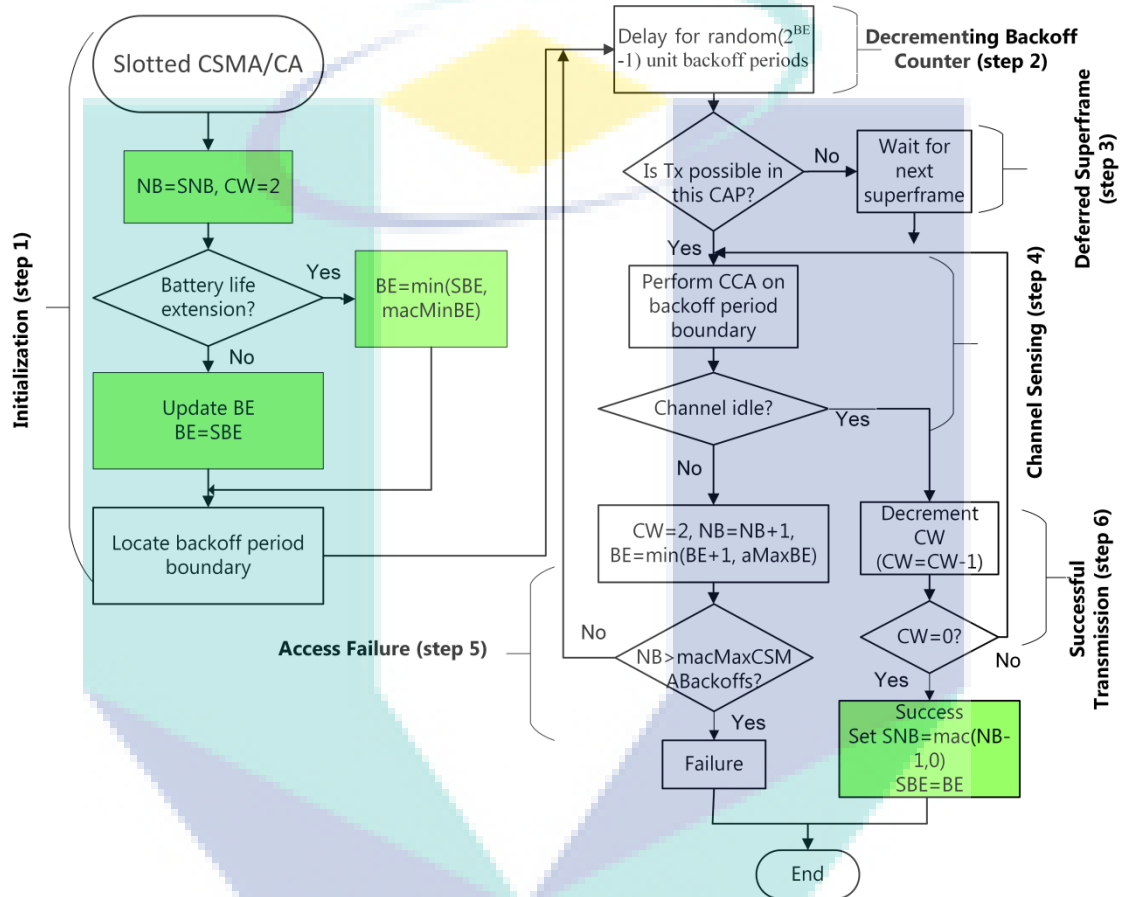 Slotted CSMA/CA
NB=SNB, CW=2
Battery life
extension?
Yes
BE=min(SBE,
macMinBE)
No
Update BE
BE=SBE
Locate backoff period
boundary
Initialization (step 1)
Delay for random(2^BE
-1) unit backoff periods
Decrementing Backoff
Counter (step 2)
Is Tx possible in
this CAP?
No
Wait for
next
superframe
Deferred Superframe
(step 3)
Yes
Perform CCA on
backoff period
boundary
Channel idle?
Yes
Channel Sensing (step 4)
No
CW=2, NB=NB+1,
BE=min(BE+1, aMaxBE)
Decrement
CW
(CW=CW-1)
Access Failure (step 5)
No
NB>macMaxCSM
ABackoffs?
Yes
Failure
CW=0?
No
Yes
Successful
Transmission (step 6)
Success
Set SNB=mac(NB-
1,0)
SBE=BE
End